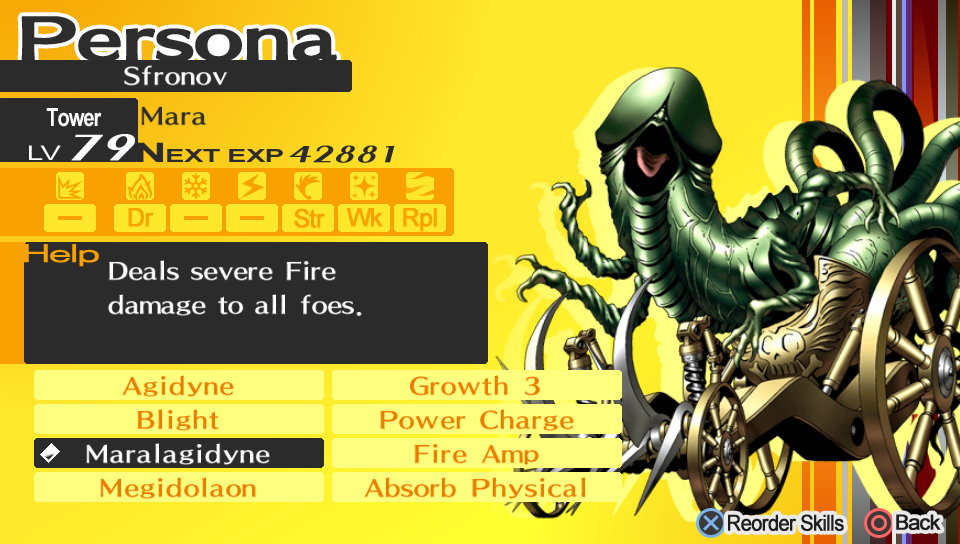 Persona
Sfronov
Tower Mara
LV 79 NEXT EXP 42881
— Dr — — Str Wk Rpl
Help
Deals severe Fire
damage to all foes.
Agidyne Growth 3
Blight Power Charge
Maralagidyne Fire Amp
Megidolaon Absorb Physical
Reorder Skills Back